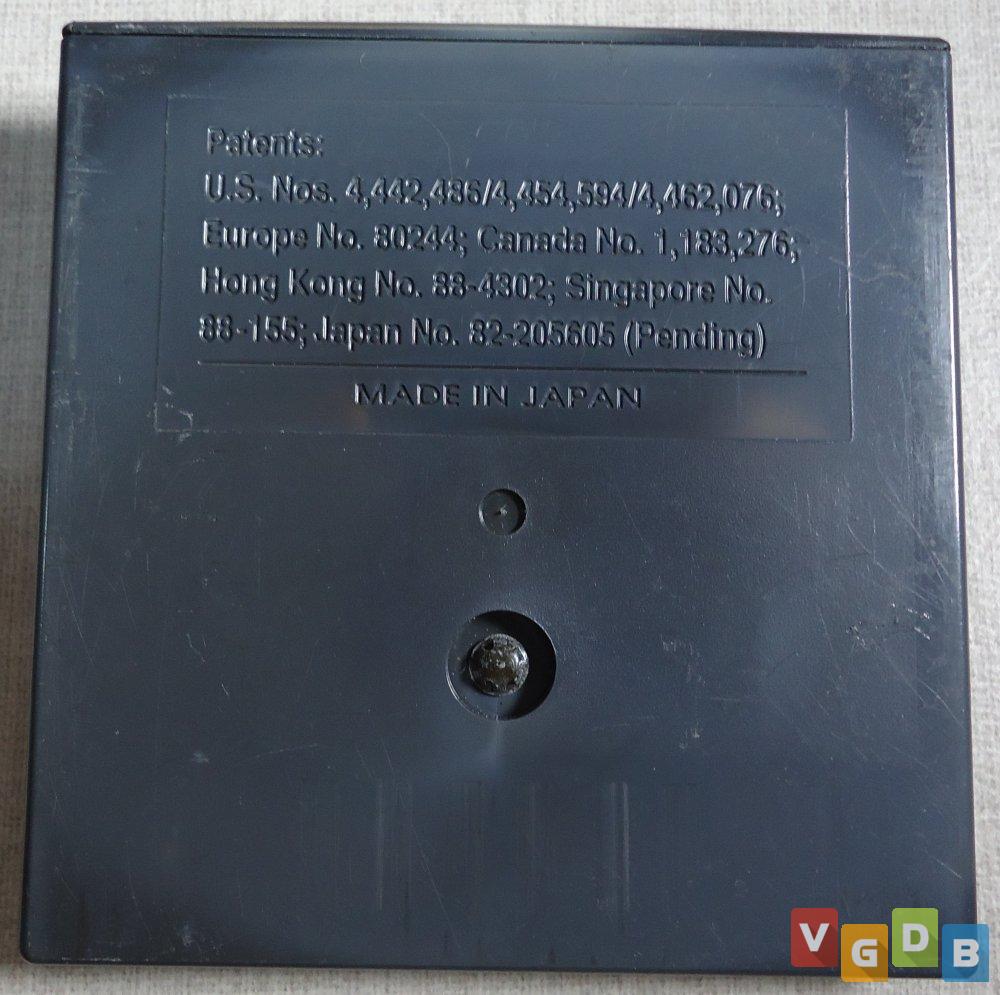 Patents:
U.S. Nos. 4,442,486/4,454,594/4,462,076;
Europe No. 80244; Canada No. 1,183,276;
Hong Kong No. 88-4302; Singapore No.
88-155; Japan No. 82-205605 (Pending)
MADE IN JAPAN
VGDB